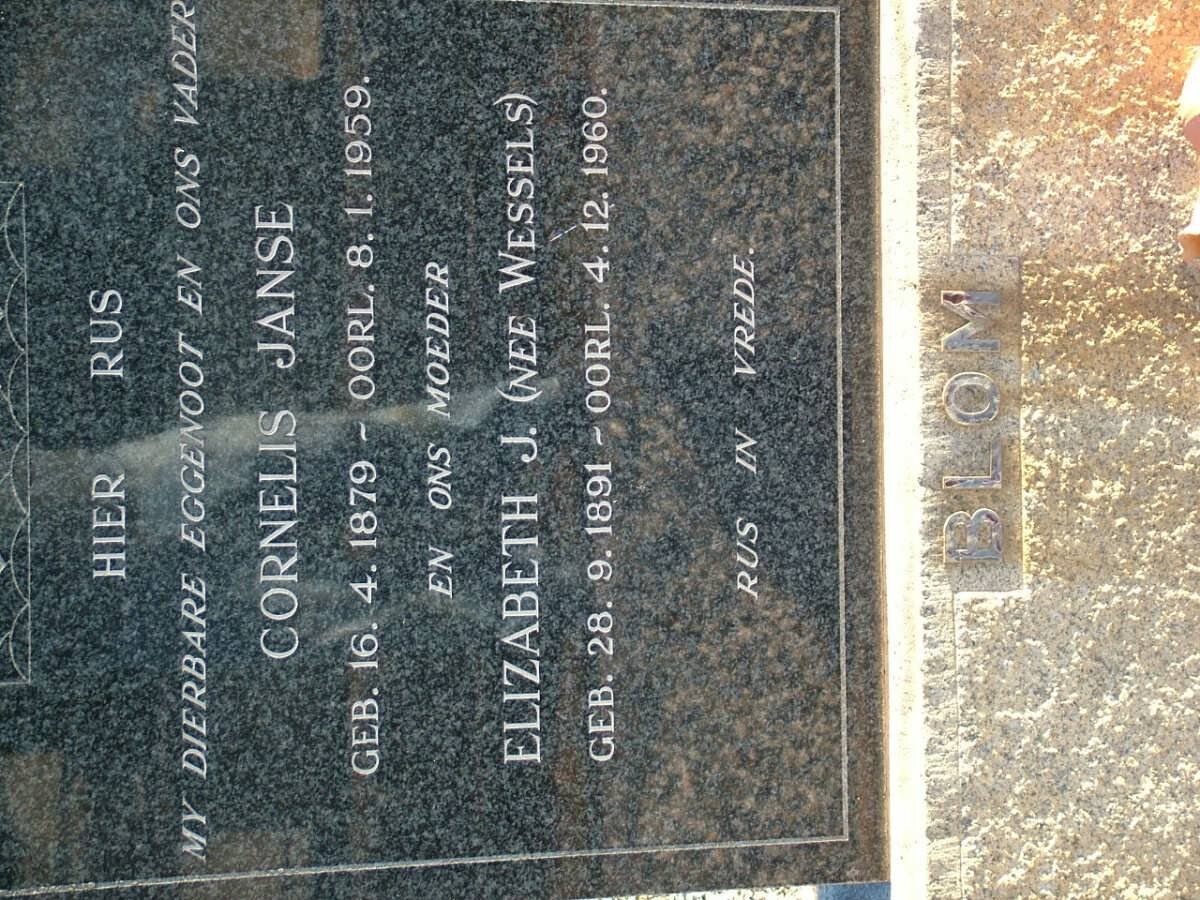 HIER RUS
MY DIERBARE EGGENOOT EN ONS VADER
CORNELIS JANSE
GEB. 16. 4. 1879 ~ OORL. 8. 1. 1959.
EN ONS MOEDER
ELIZABETH J. (NEE WESSELS)
GEB. 28. 9. 1891 ~ OORL. 4. 12. 1960.
RUS IN VREDE.
BLOM